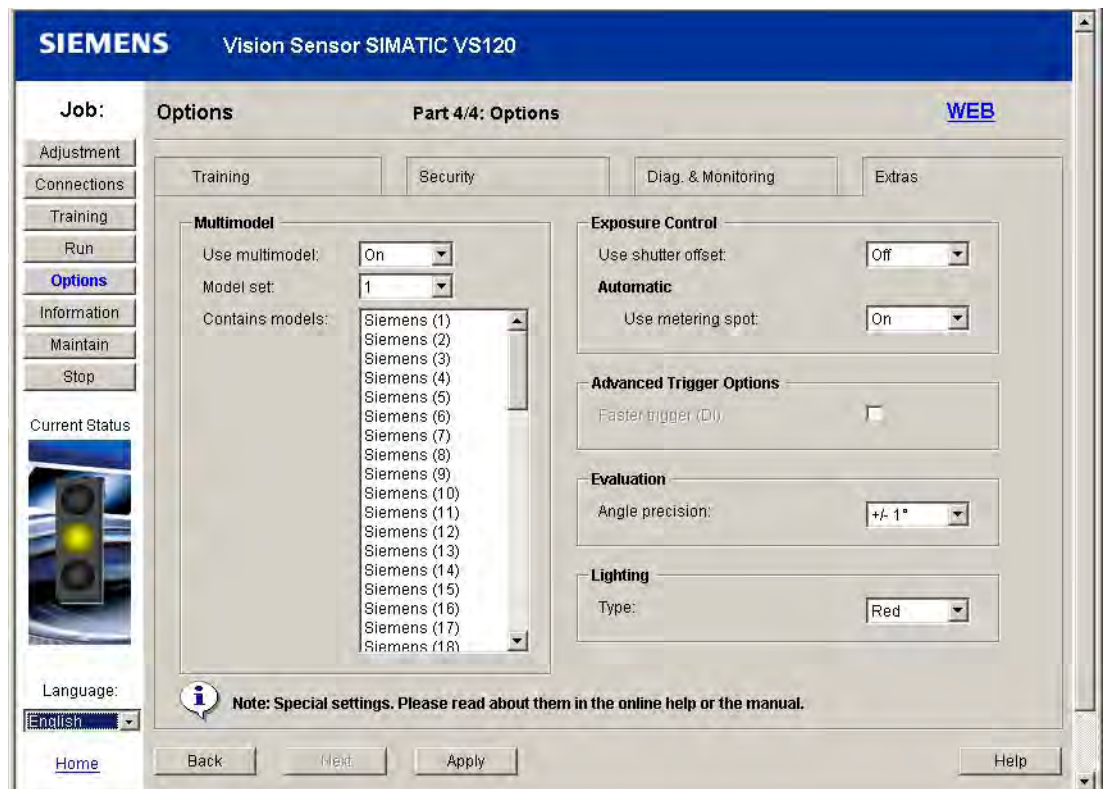 SIEMENS Vision Sensor SIMATIC VS120
Job:
Options Part 4/4: Options WEB
Adjustment
Connections
Training
Run
Options
Information
Maintain
Stop
Current Status
Language:
English
Home
Training Security Diag. & Monitoring Extras
Multimodel
Use multimodel: On
Model set: 1
Contains models:
Siemens (1)
Siemens (2)
Siemens (3)
Siemens (4)
Siemens (5)
Siemens (6)
Siemens (7)
Siemens (8)
Siemens (9)
Siemens (10)
Siemens (11)
Siemens (12)
Siemens (13)
Siemens (14)
Siemens (15)
Siemens (16)
Siemens (17)
Siemens (18)
Exposure Control
Use shutter offset: Off
Automatic
Use metering spot: On
Advanced Trigger Options
Faster trigger (DI)
Evaluation
Angle precision: +/- 1°
Lighting
Type: Red
i Note: Special settings. Please read about them in the online help or the manual.
Back Next Apply Help